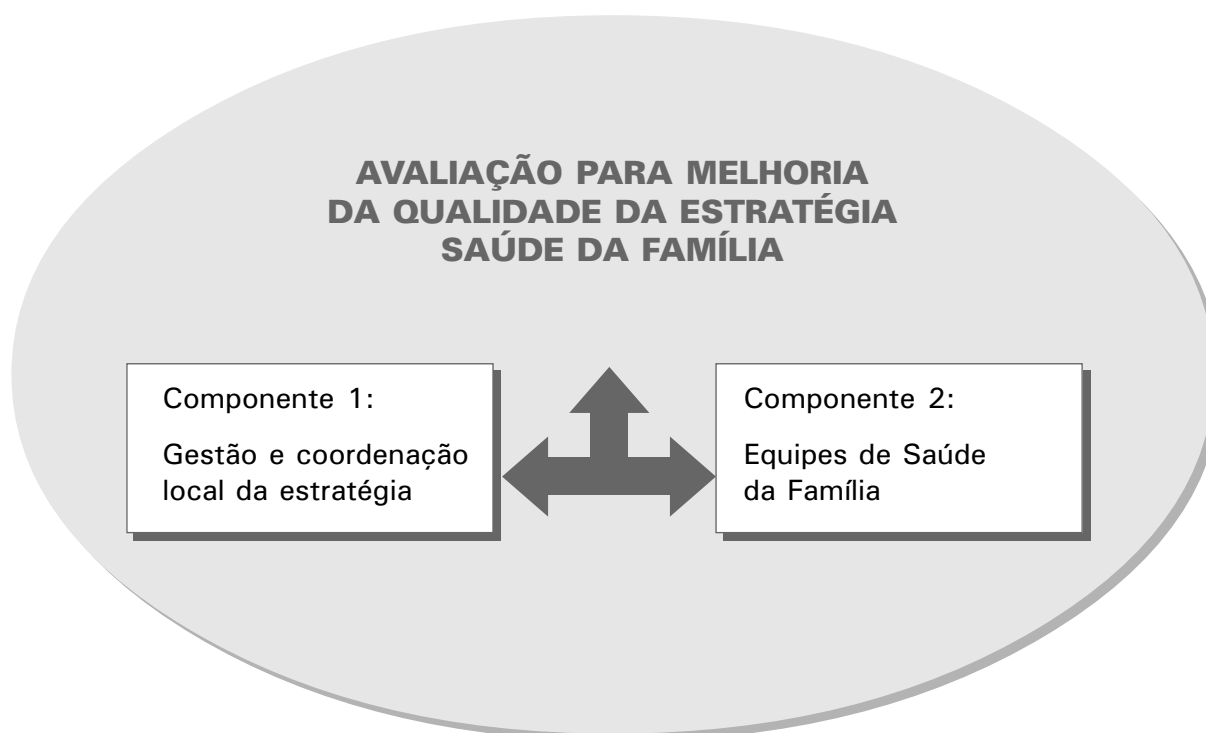 AVALIAÇÃO PARA MELHORIA
DA QUALIDADE DA ESTRATÉGIA
SAÚDE DA FAMÍLIA
Componente 1:
Gestão e coordenação
local da estratégia
Componente 2:
Equipes de Saúde
da Família